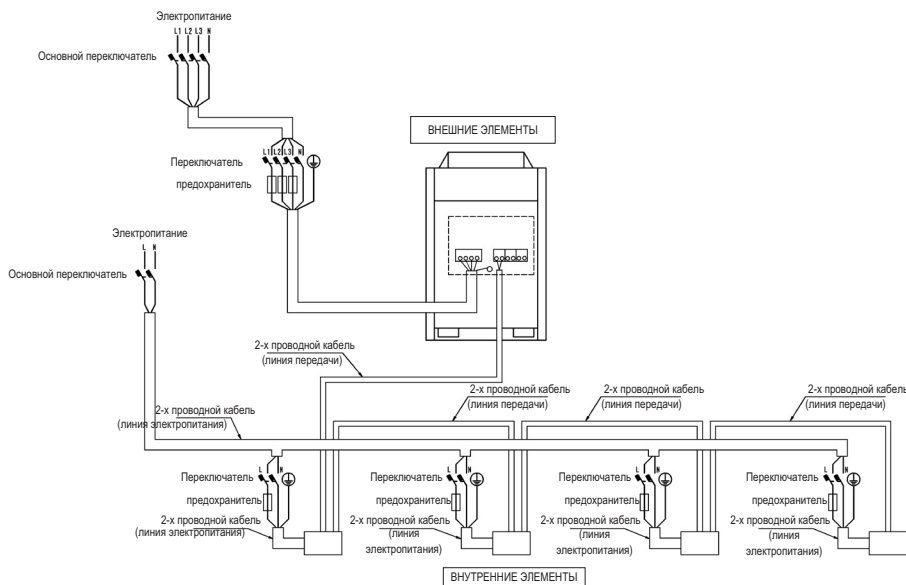 Электропитание
L1 L2 L3 N
Основной переключатель
ВНЕШНИЕ ЭЛЕМЕНТЫ
L1 L2 L3 N
Переключатель
предохранитель
Электропитание
L N
Основной переключатель
2-х проводной кабель
(линия передачи)
2-х проводной кабель
(линия передачи)
2-х проводной кабель
(линия передачи)
2-х проводной кабель
(линия передачи)
2-х проводной кабель
(линия электропитания)
L N
Переключатель
предохранитель
2-х проводной кабель
(линия электропитания)
L N
Переключатель
предохранитель
2-х проводной кабель
(линия
электропитания)
L N
Переключатель
предохранитель
2-х проводной кабель
(линия
электропитания)
L N
Переключатель
предохранитель
2-х проводной кабель
(линия
электропитания)
ВНУТРЕННИЕ ЭЛЕМЕНТЫ